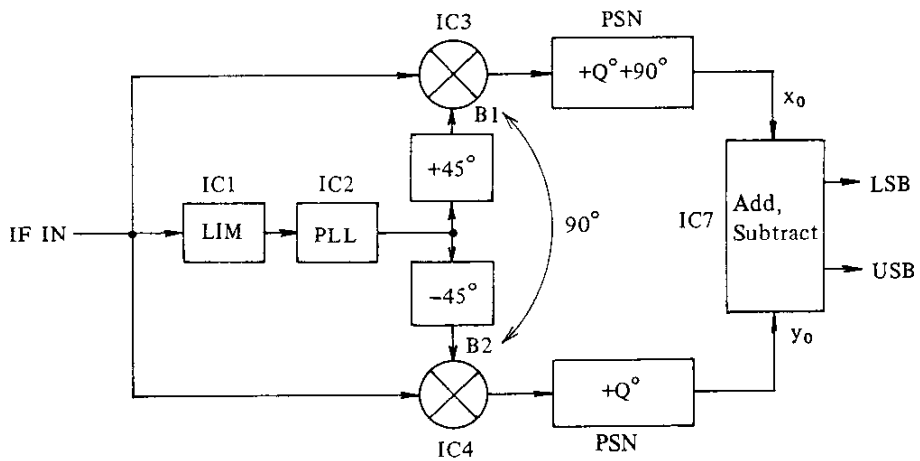 IC3
PSN
+Q°+90°
B1
x₀
+45°
IC1
IC2
LSB
IF IN
LIM
PLL
90°
IC7
Add,
Subtract
USB
−45°
B2
y₀
+Q°
IC4
PSN